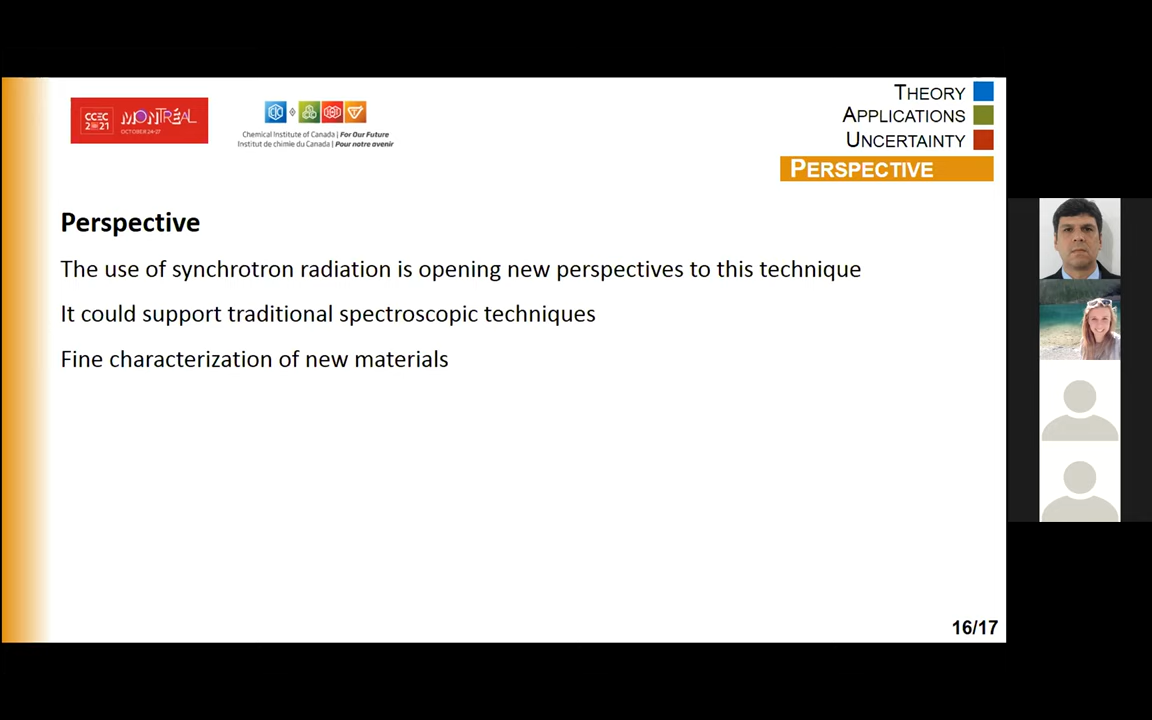 CCEC
2021
MONTRÉAL
OCTOBER 24-27
Chemical Institute of Canada | For Our Future
Institut de chimie du Canada | Pour notre avenir
THEORY
APPLICATIONS
UNCERTAINTY
PERSPECTIVE
Perspective
The use of synchrotron radiation is opening new perspectives to this technique
It could support traditional spectroscopic techniques
Fine characterization of new materials
16/17